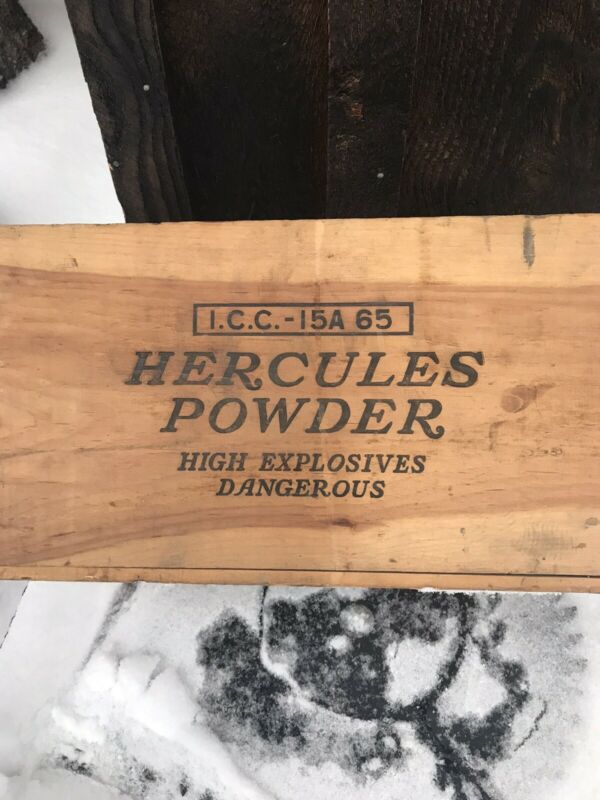 I.C.C.-15A 65
HERCULES
POWDER
HIGH EXPLOSIVES
DANGEROUS